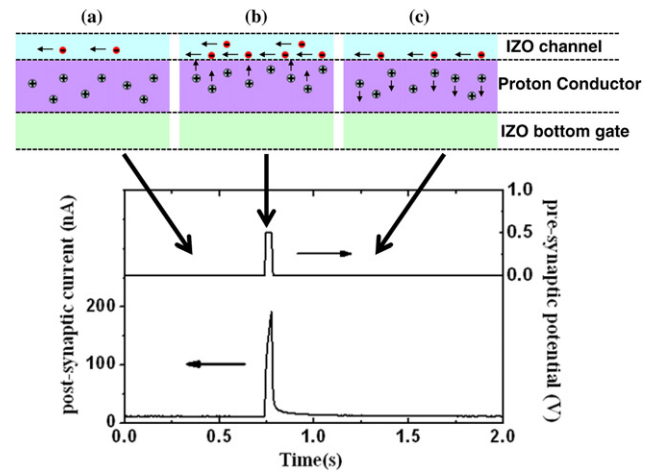 (a)
(b)
(c)
IZO channel
Proton Conductor
IZO bottom gate
post-synaptic current (nA)
200
100
0
0.0
0.5
1.0
1.5
2.0
Time(s)
1.0
0.5
0.0
pre-synaptic
potential (V)